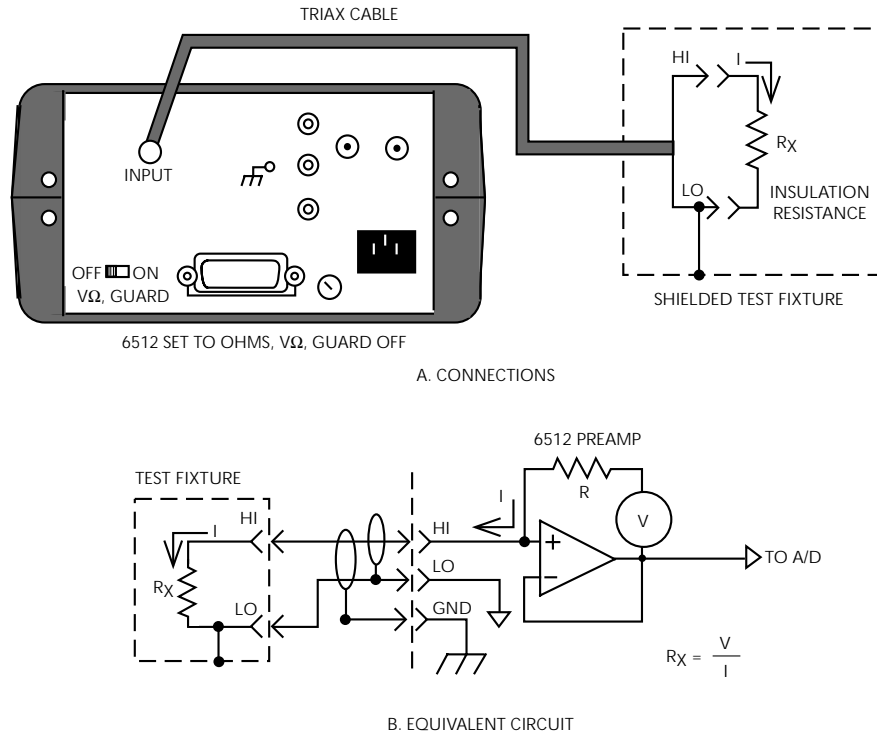 TRIAX CABLE
HI
I
RX
INPUT
LO
INSULATION
RESISTANCE
OFF ON
VΩ, GUARD
SHIELDED TEST FIXTURE
6512 SET TO OHMS, VΩ, GUARD OFF
A. CONNECTIONS
6512 PREAMP
TEST FIXTURE
R
I
V
I
HI
HI
+
TO A/D
LO
−
RX
LO
GND
RX = V
I
B. EQUIVALENT CIRCUIT